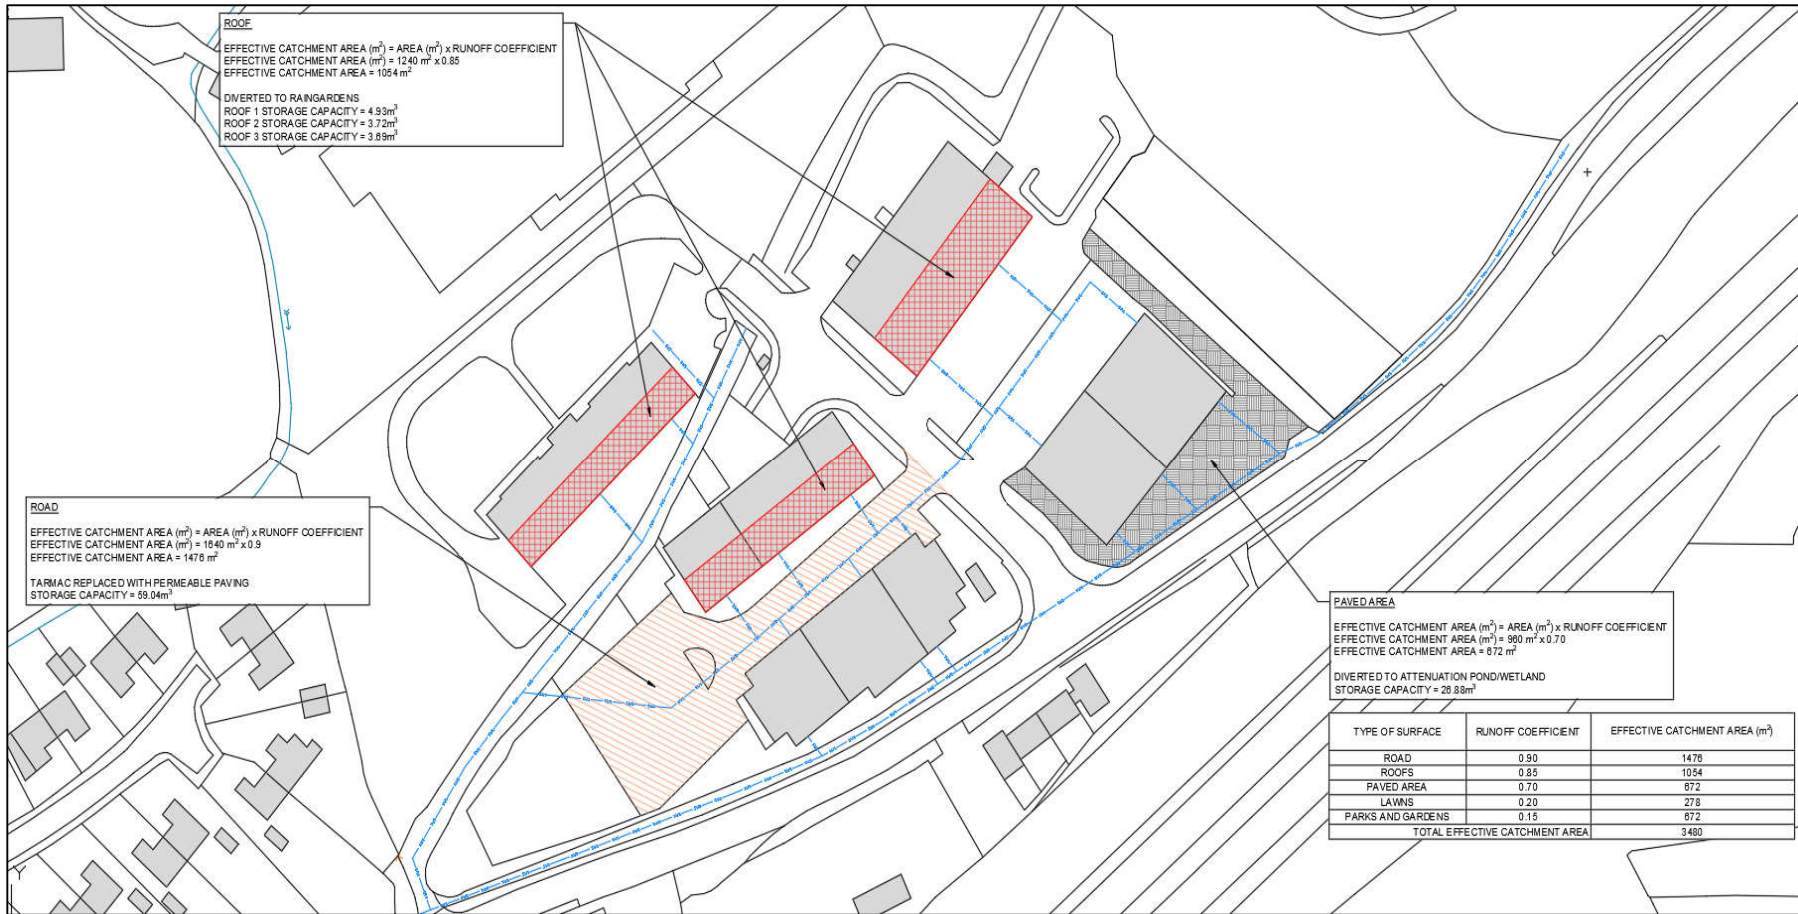 ROOF
EFFECTIVE CATCHMENT AREA (m²) = AREA (m²) x RUNOFF COEFFICIENT
EFFECTIVE CATCHMENT AREA (m²) = 1240 m² x 0.85
EFFECTIVE CATCHMENT AREA = 1054 m²
DIVERTED TO RAINGARDENS
ROOF 1 STORAGE CAPACITY = 4.93m³
ROOF 2 STORAGE CAPACITY = 3.72m³
ROOF 3 STORAGE CAPACITY = 3.69m³
ROAD
EFFECTIVE CATCHMENT AREA (m²) = AREA (m²) x RUNOFF COEFFICIENT
EFFECTIVE CATCHMENT AREA (m²) = 1640 m² x 0.9
EFFECTIVE CATCHMENT AREA = 1476 m²
TARMAC REPLACED WITH PERMEABLE PAVING
STORAGE CAPACITY = 59.04m³
PAVED AREA
EFFECTIVE CATCHMENT AREA (m²) = AREA (m²) x RUNOFF COEFFICIENT
EFFECTIVE CATCHMENT AREA (m²) = 960 m² x 0.70
EFFECTIVE CATCHMENT AREA = 672 m²
DIVERTED TO ATTENUATION POND/WETLAND
STORAGE CAPACITY = 26.88m³
TYPE OF SURFACE RUNOFF COEFFICIENT EFFECTIVE CATCHMENT AREA (m²)
ROAD 0.90 1476
ROOFS 0.85 1054
PAVED AREA 0.70 672
LAWNS 0.20 278
PARKS AND GARDENS 0.15 672
TOTAL EFFECTIVE CATCHMENT AREA 3480
Y